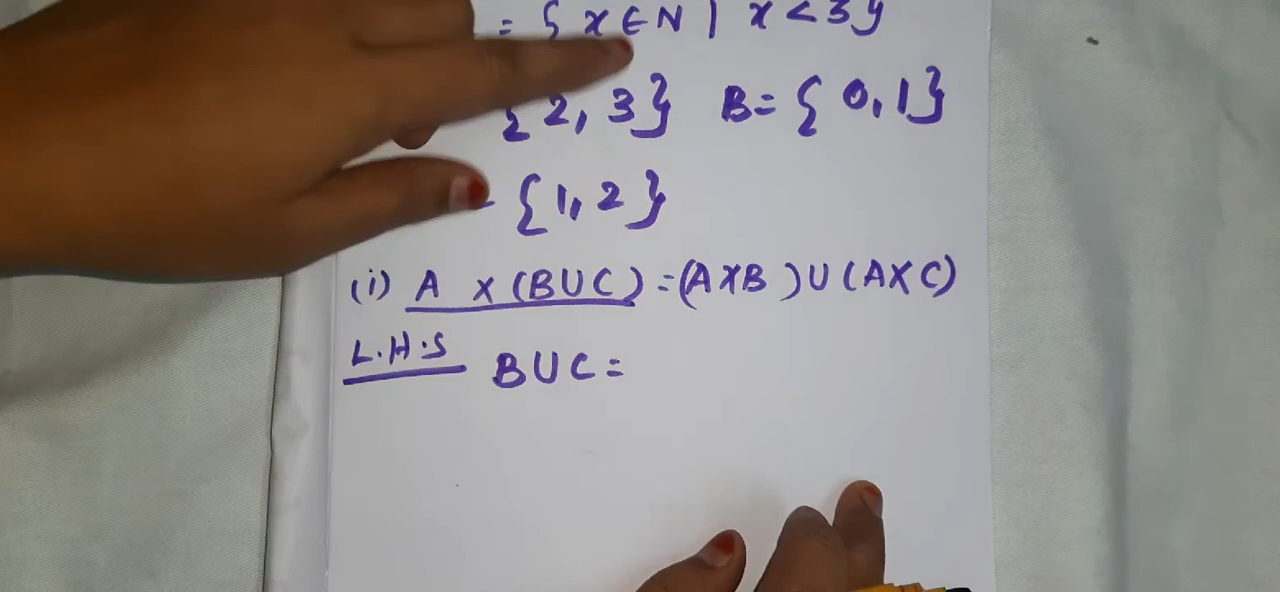 = { x ∈ N | x < 3 }
{ 2, 3 } B = { 0, 1 }
{ 1, 2 }
(i) A X (B U C) = (A X B) U (A X C)
L.H.S B U C =